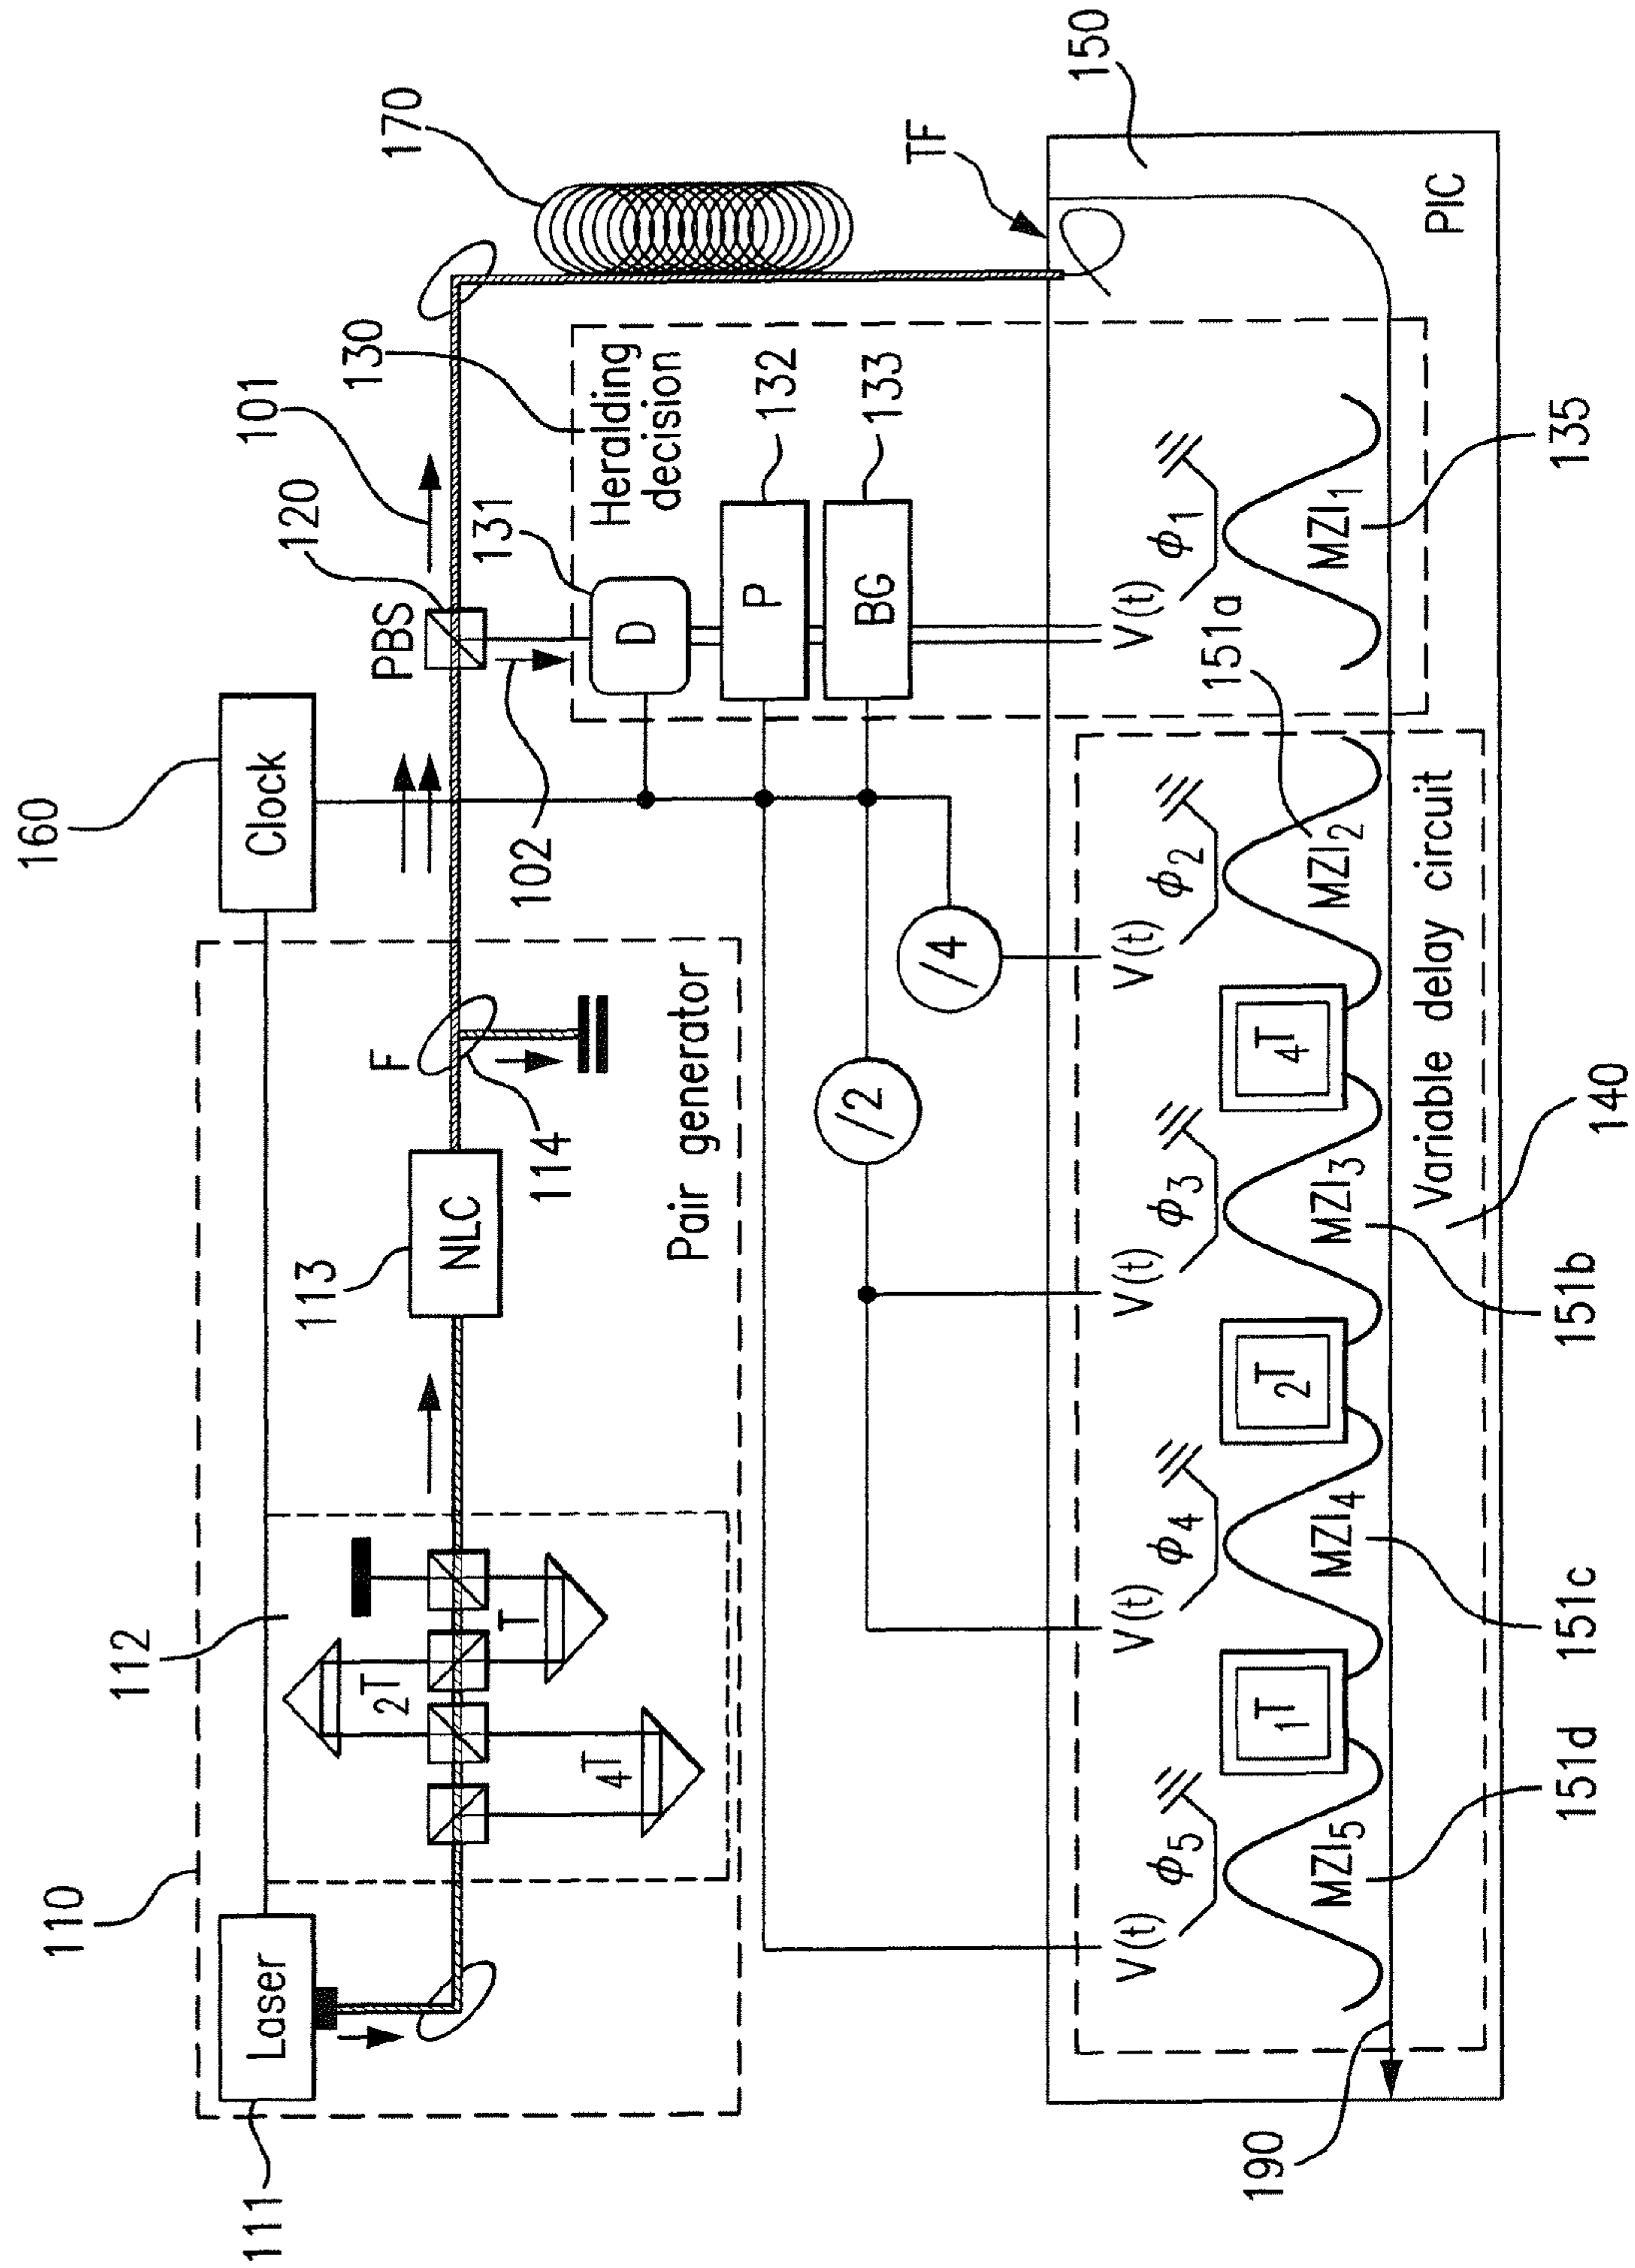 110
111
Laser
112
4T
2T
T
113
NLC
F
114
Pair generator
160
Clock
102
PBS
120
101
131
D
130
Heralding
decision
P
132
BG
133
170
/2
/4
TF
150
PIC
V(t)
ϕ5
MZI5
151d
1T
V(t)
ϕ4
MZI4
151c
2T
V(t)
ϕ3
MZI3
151b
4T
V(t)
ϕ2
MZI2
151a
V(t)
ϕ1
MZI1
135
Variable delay circuit
140
190